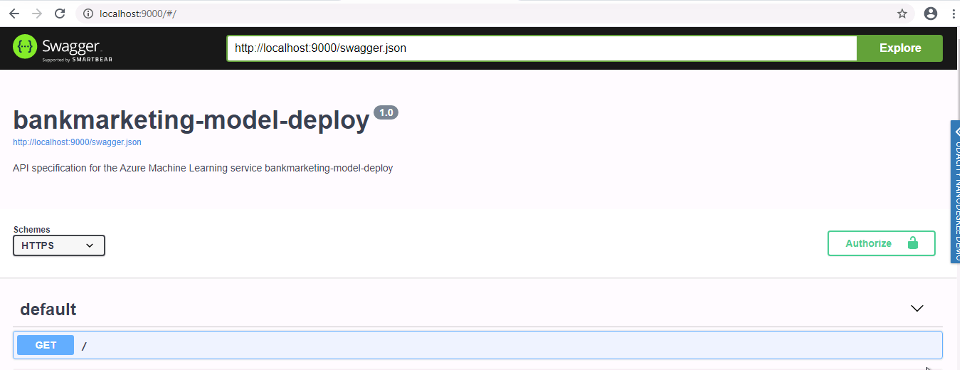 localhost:9000/#/
Swagger
Supported by SMARTBEAR
http://localhost:9000/swagger.json
Explore
bankmarketing-model-deploy 1.0
http://localhost:9000/swagger.json
API specification for the Azure Machine Learning service bankmarketing-model-deploy
Schemes
HTTPS
Authorize
default
GET /